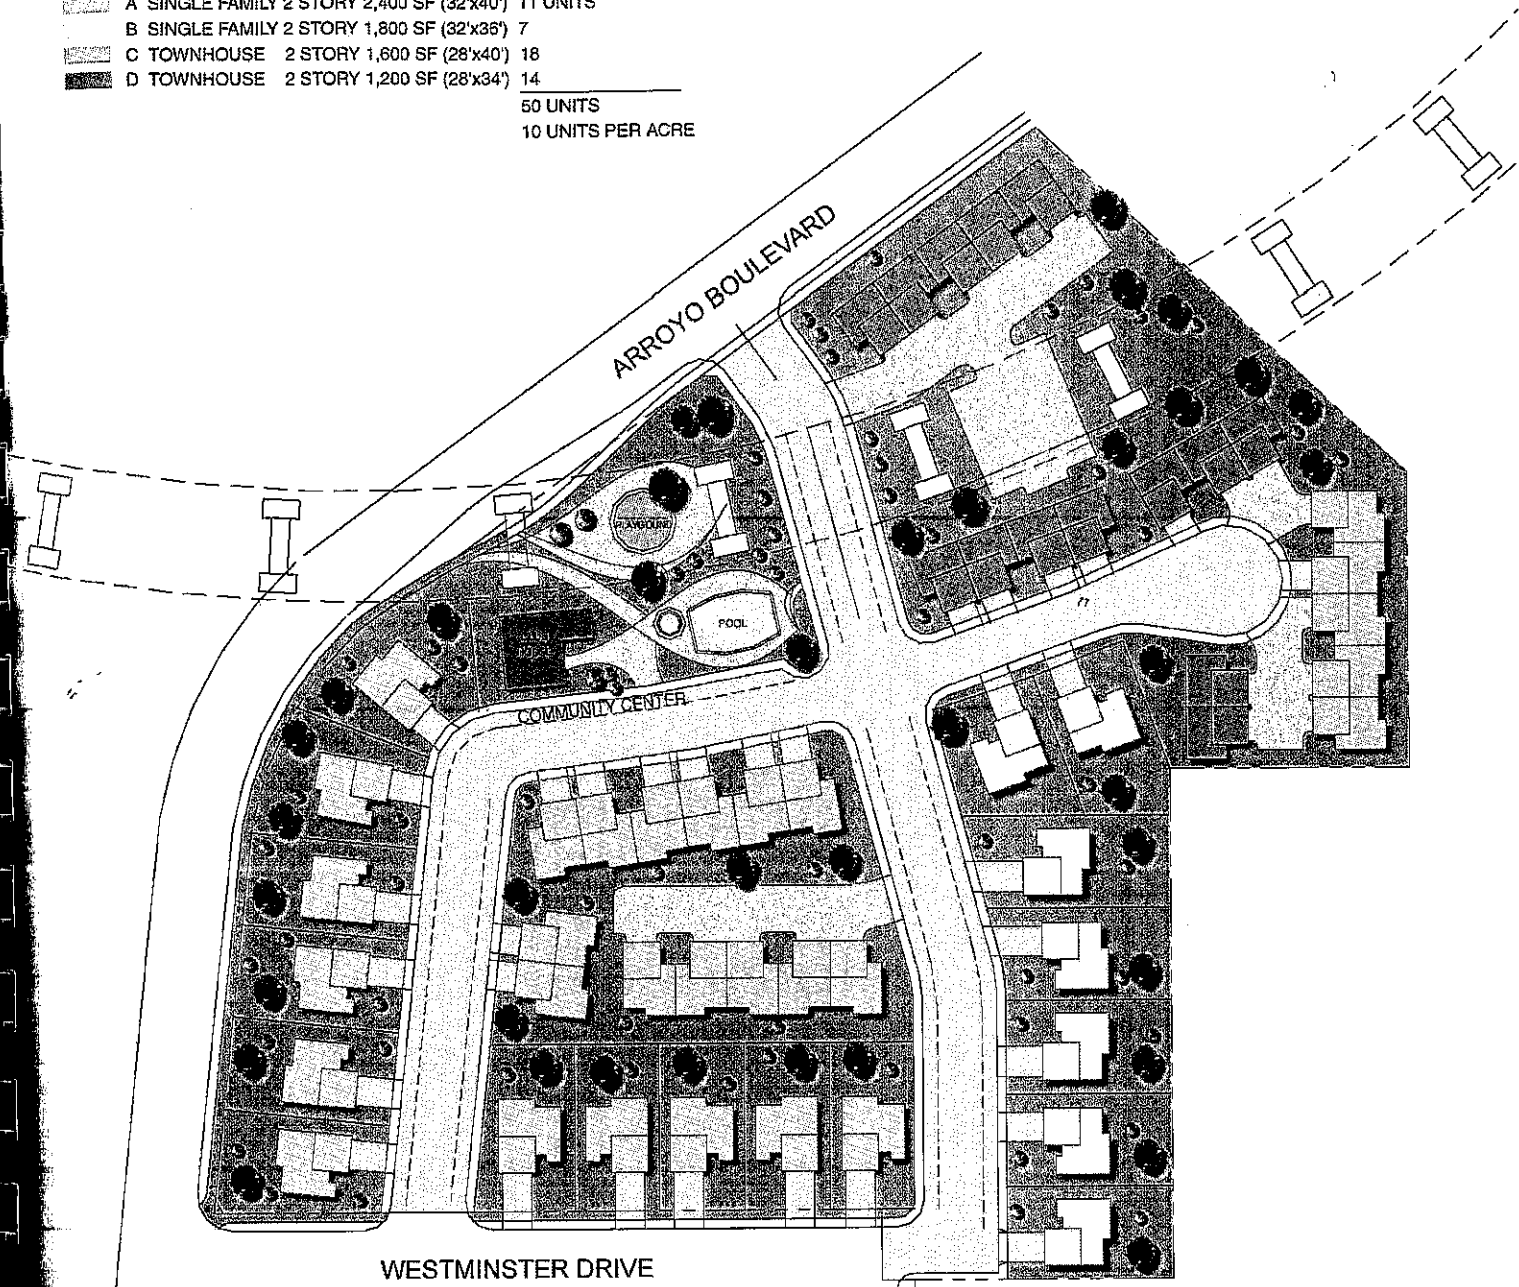 A SINGLE FAMILY 2 STORY 2,400 SF (32'x40') 11 UNITS
B SINGLE FAMILY 2 STORY 1,800 SF (32'x36') 7
C TOWNHOUSE 2 STORY 1,600 SF (28'x40') 18
D TOWNHOUSE 2 STORY 1,200 SF (28'x34') 14
50 UNITS
10 UNITS PER ACRE
ARROYO BOULEVARD
PLAYGOUND
POOL
COMMUNITY CENTER
WESTMINSTER DRIVE